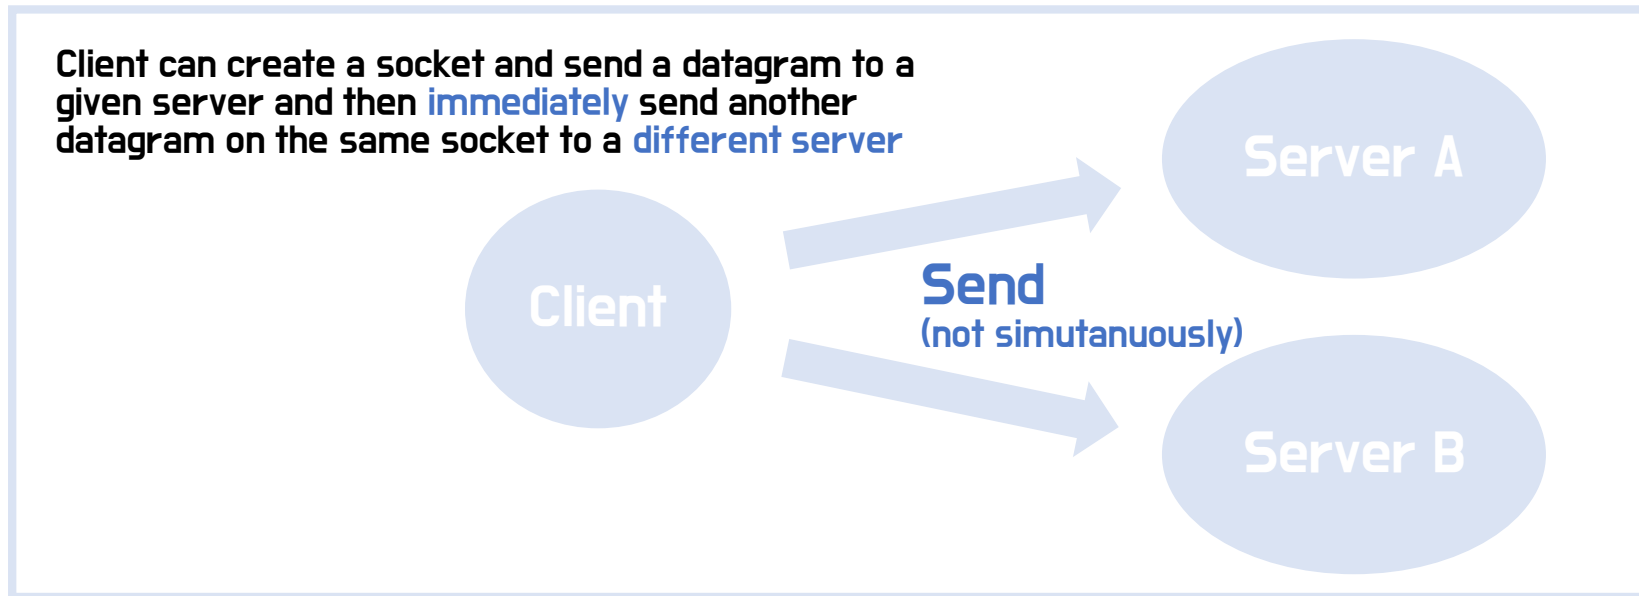 Client can create a socket and send a datagram to a
given server and then immediately send another
datagram on the same socket to a different server
Server A
Client
Send
(not simutanuously)
Server B